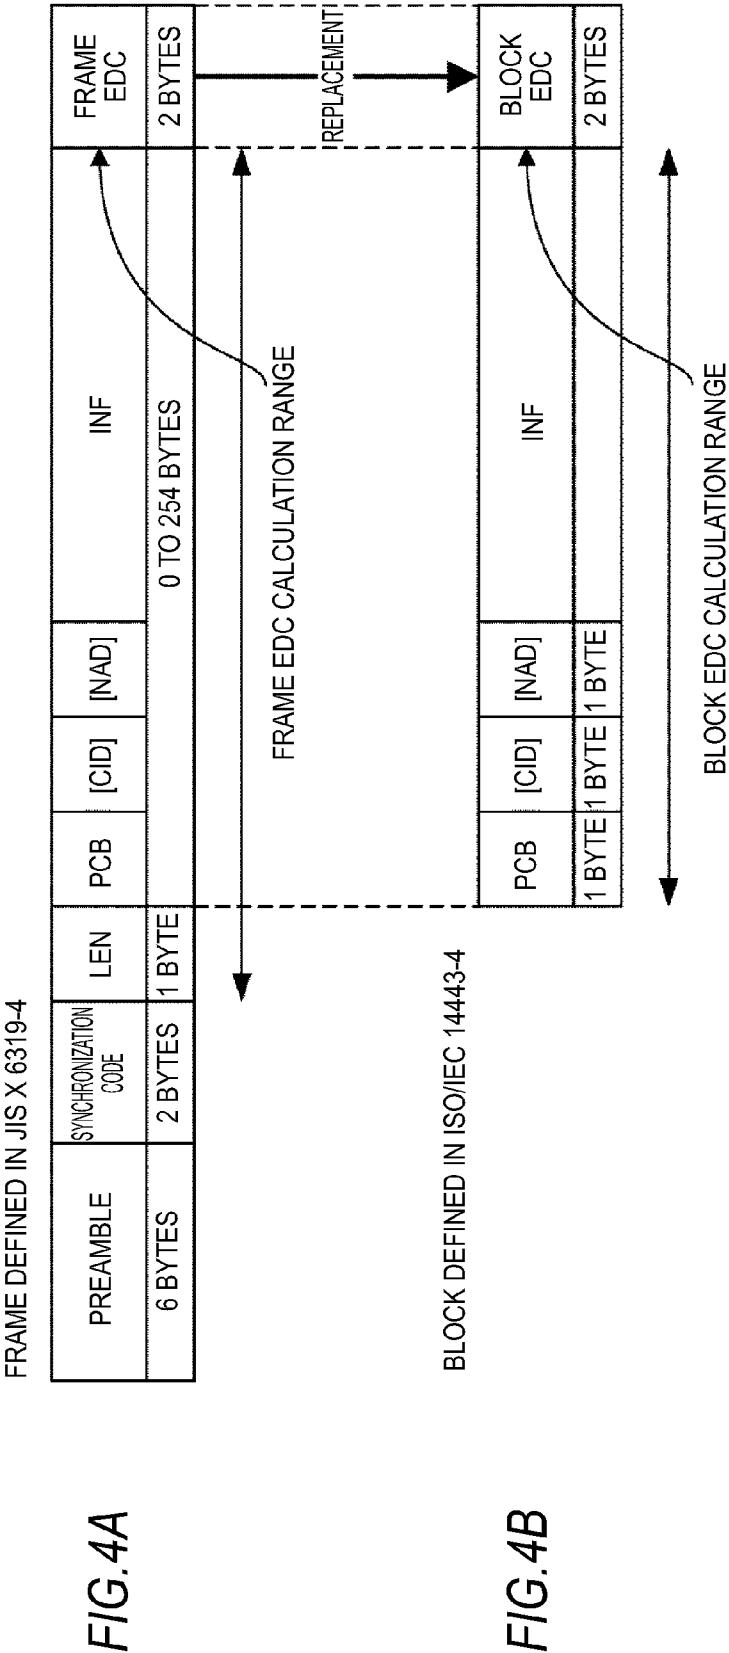 FIG.4A
FRAME DEFINED IN JIS X 6319-4
PREAMBLE
SYNCHRONIZATION
CODE
LEN
PCB
[CID]
[NAD]
INF
FRAME
EDC
6 BYTES
2 BYTES
1 BYTE
0 TO 254 BYTES
2 BYTES
FRAME EDC CALCULATION RANGE
REPLACEMENT
FIG.4B
BLOCK DEFINED IN ISO/IEC 14443-4
PCB
[CID]
[NAD]
INF
BLOCK
EDC
1 BYTE
1 BYTE
1 BYTE
2 BYTES
BLOCK EDC CALCULATION RANGE